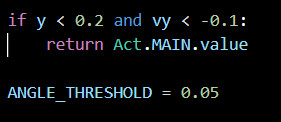 if y < 0.2 and vy < -0.1:
    return Act.MAIN.value
ANGLE_THRESHOLD = 0.05